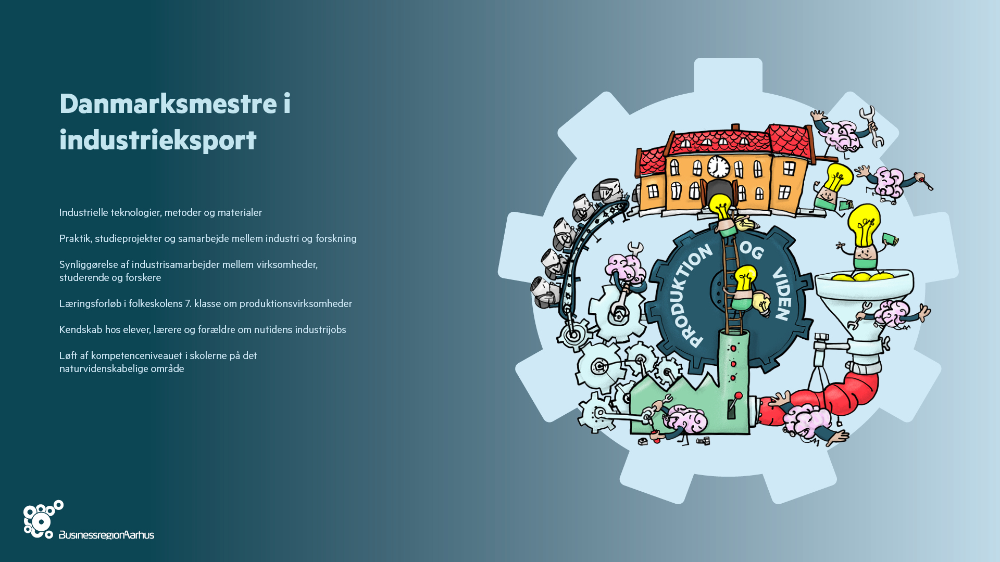 Danmarksmestre i
industrieksport
Industrielle teknologier, metoder og materialer
Praktik, studieprojekter og samarbejde mellem industri og forskning
Synliggørelse af industrisamarbejder mellem virksomheder,
studerende og forskere
Læringsforløb i folkeskolens 7. klasse om produktionsvirksomheder
Kendskab hos elever, lærere og forældre om nutidens industrijobs
Løft af kompetenceniveauet i skolerne på det
naturvidenskabelige område
PRODUKTION OG VIDEN
BusinessregionAarhus